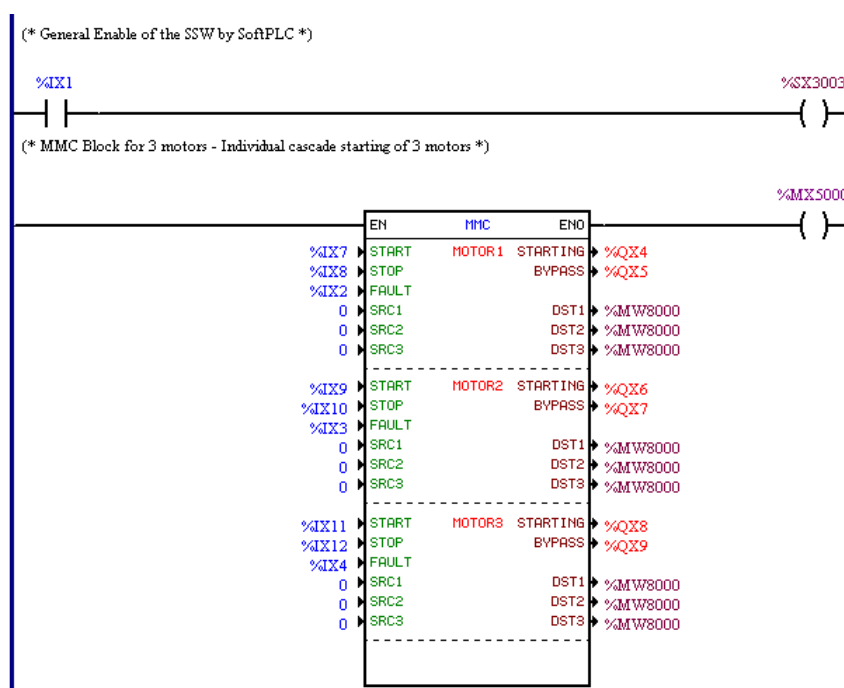 (* General Enable of the SSW by SoftPLC *)
%IX1 %SX3003
(* MMC Block for 3 motors - Individual cascade starting of 3 motors *)
%MX5000
EN MMC ENO
%IX7 START MOTOR1 STARTING %QX4
%IX8 STOP BYPASS %QX5
%IX2 FAULT
0 SRC1 DST1 %MW8000
0 SRC2 DST2 %MW8000
0 SRC3 DST3 %MW8000
%IX9 START MOTOR2 STARTING %QX6
%IX10 STOP BYPASS %QX7
%IX3 FAULT
0 SRC1 DST1 %MW8000
0 SRC2 DST2 %MW8000
0 SRC3 DST3 %MW8000
%IX11 START MOTOR3 STARTING %QX8
%IX12 STOP BYPASS %QX9
%IX4 FAULT
0 SRC1 DST1 %MW8000
0 SRC2 DST2 %MW8000
0 SRC3 DST3 %MW8000